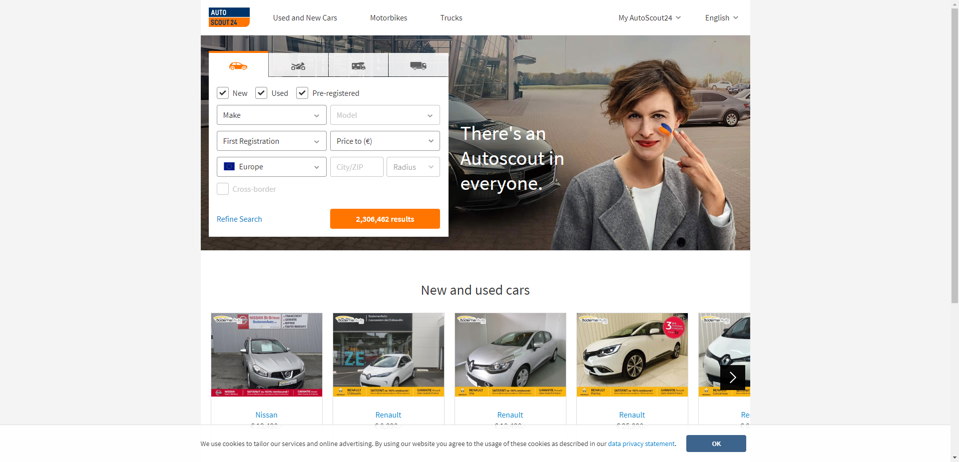 AUTO
SCOUT24
Used and New Cars
Motorbikes
Trucks
My AutoScout24
English
New
Used
Pre-registered
Make
Model
First Registration
Price to (€)
Europe
City/ZIP
Radius
Cross-border
Refine Search
2,306,462 results
There's an
Autoscout in
everyone.
New and used cars
ZE
3
Nissan
Renault
Renault
Renault
Re
We use cookies to tailor our services and online advertising. By using our website you agree to the usage of these cookies as described in our data privacy statement.
OK